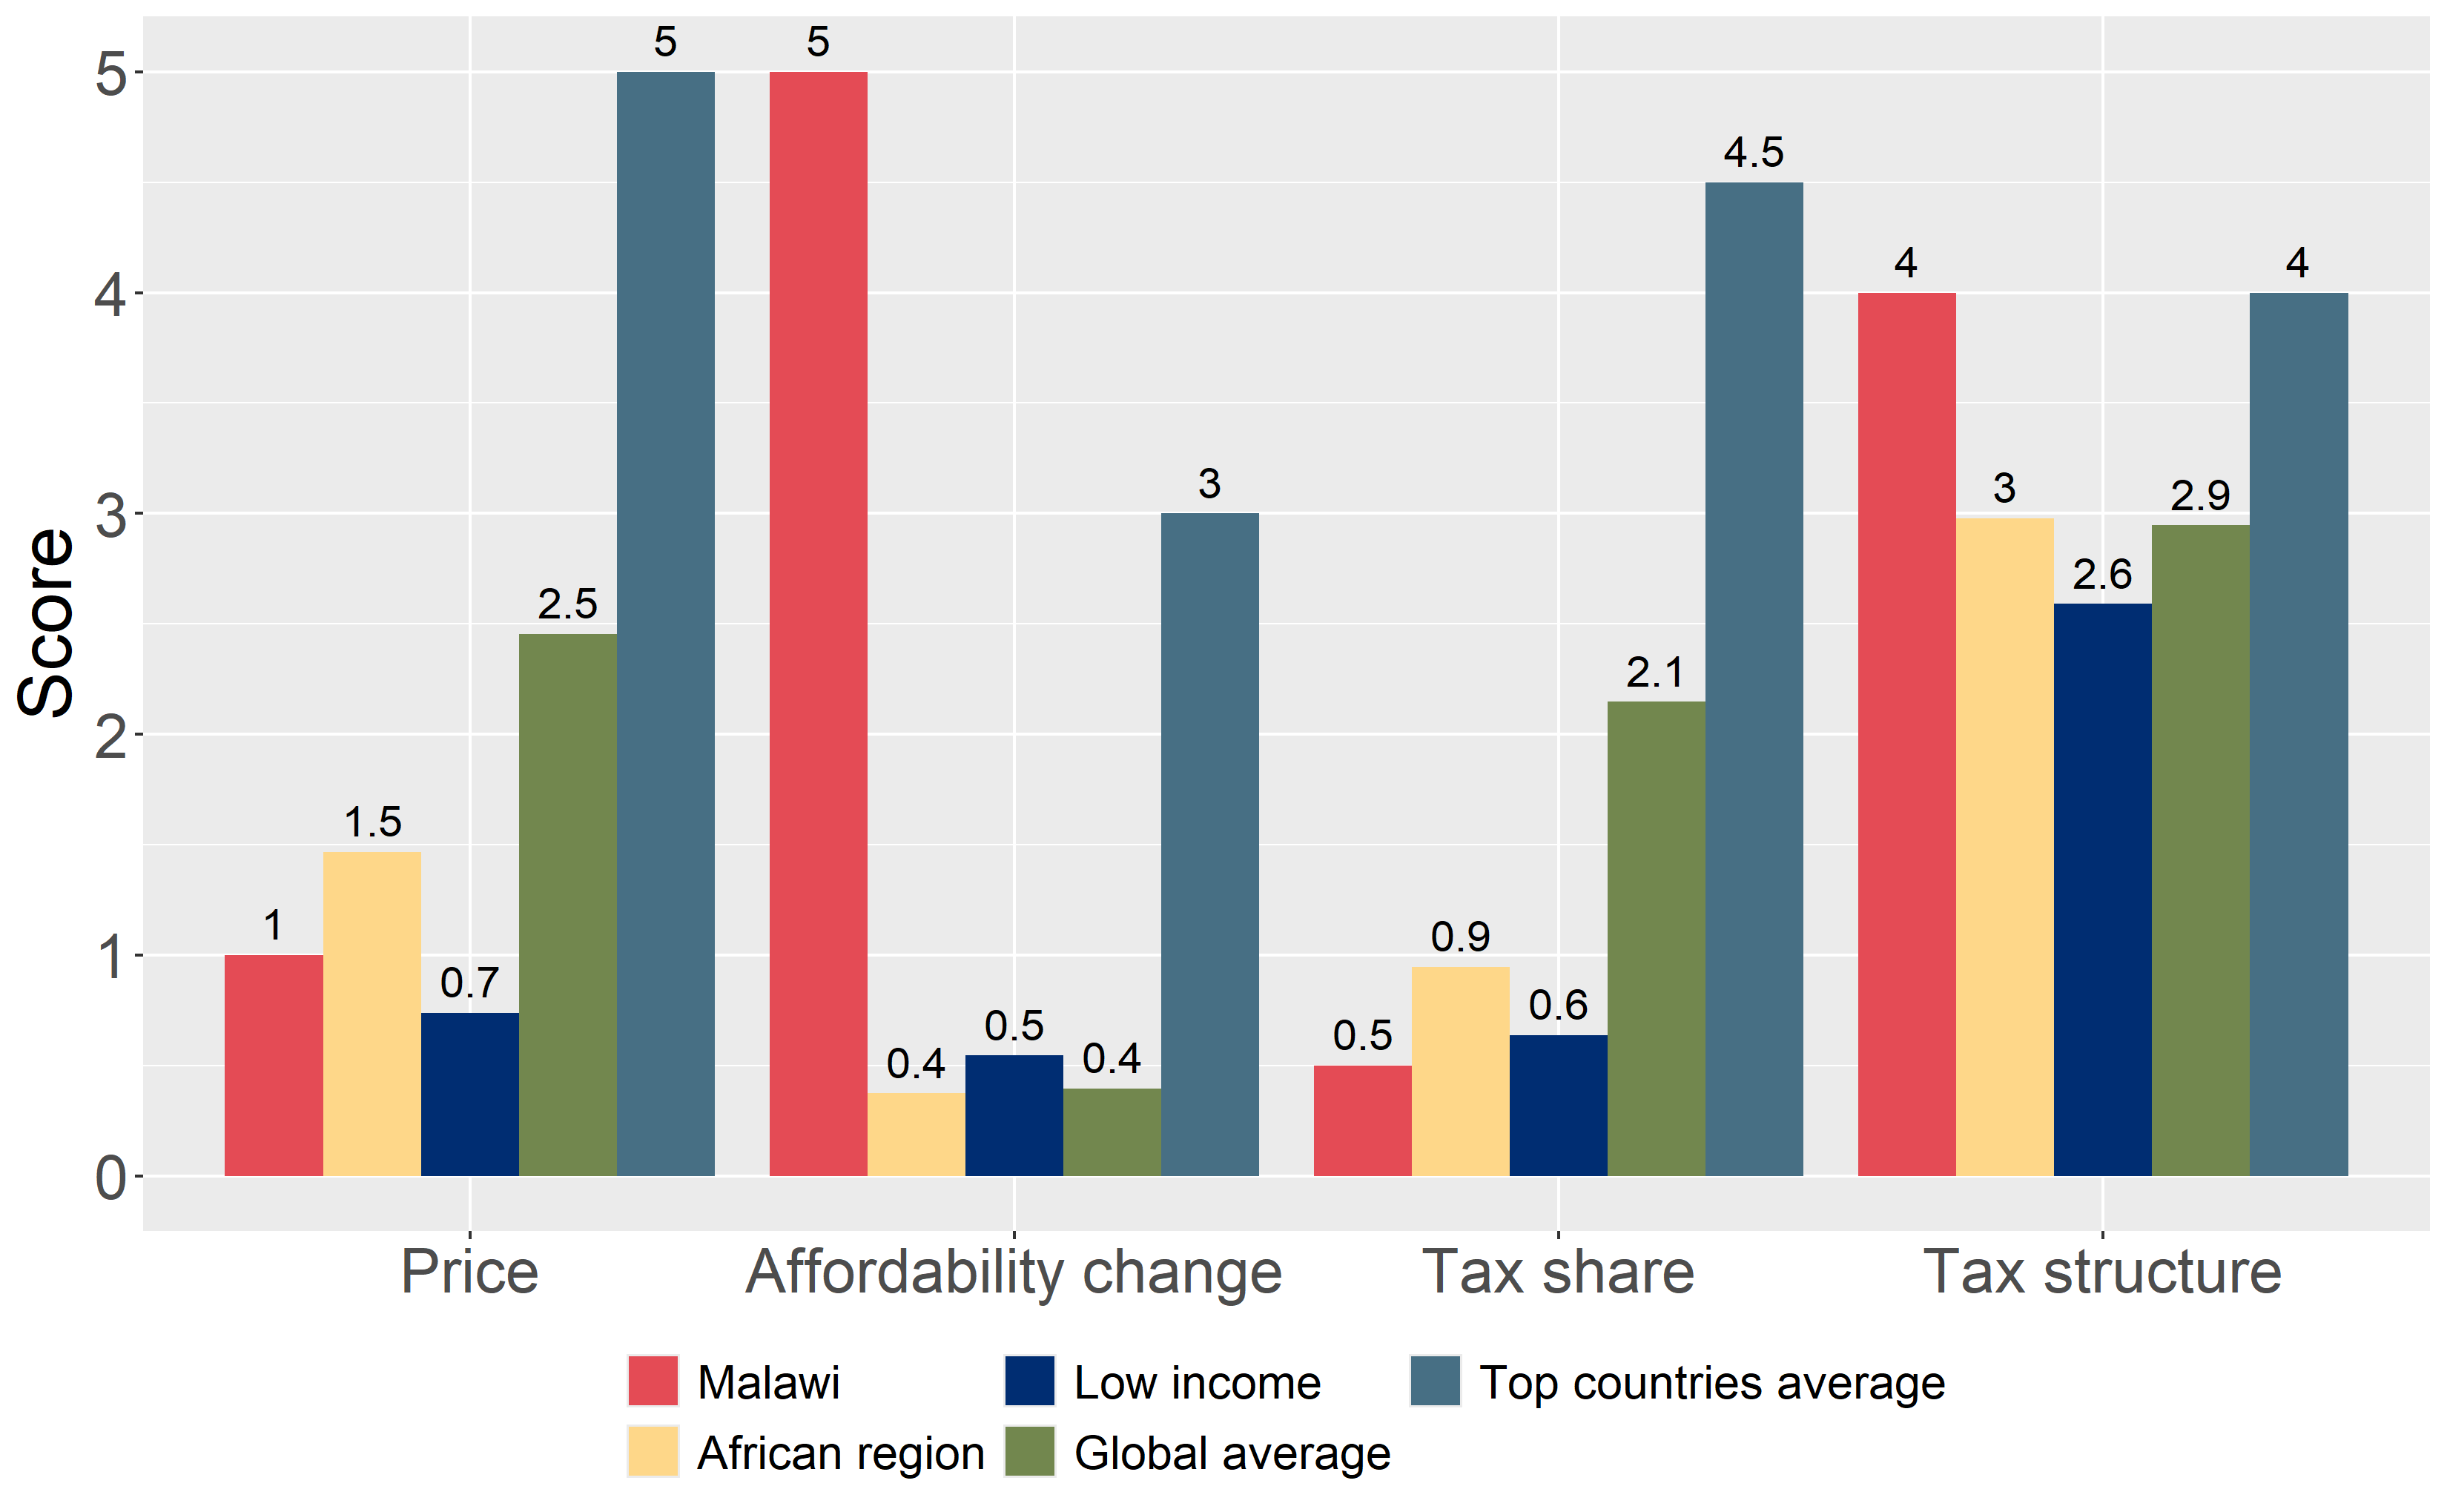 Score
5
4
3
2
1
0
1
1.5
0.7
2.5
5
5
0.4
0.5
0.4
3
0.5
0.9
0.6
2.1
4.5
4
3
2.6
2.9
4
Price
Affordability change
Tax share
Tax structure
Malawi
African region
Low income
Global average
Top countries average